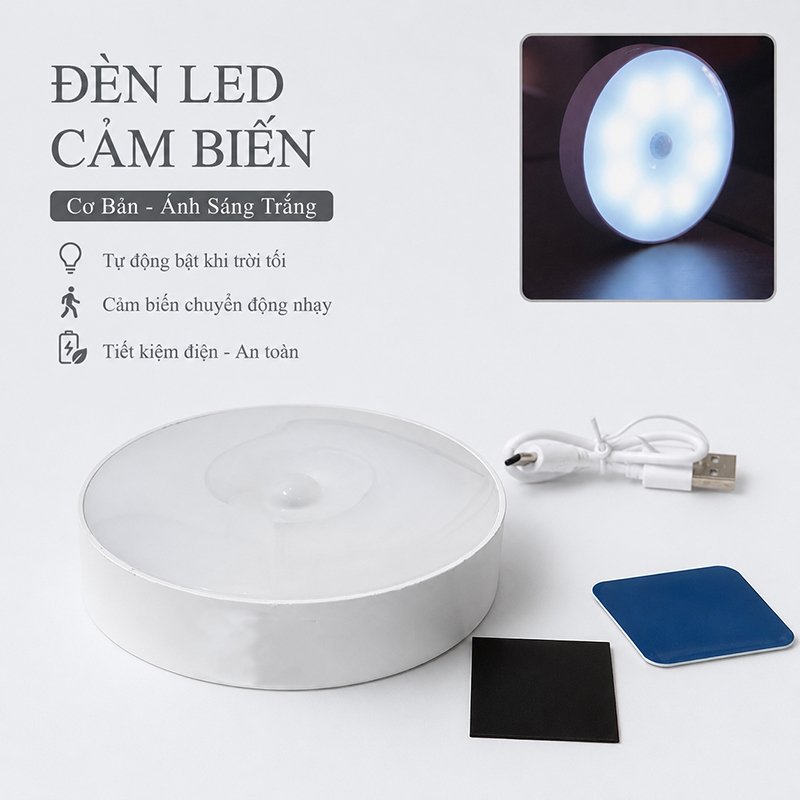 ĐÈN LED
CẢM BIẾN
Cơ Bản - Ánh Sáng Trắng
Tự động bật khi trời tối
Cảm biến chuyển động nhạy
Tiết kiệm điện - An toàn